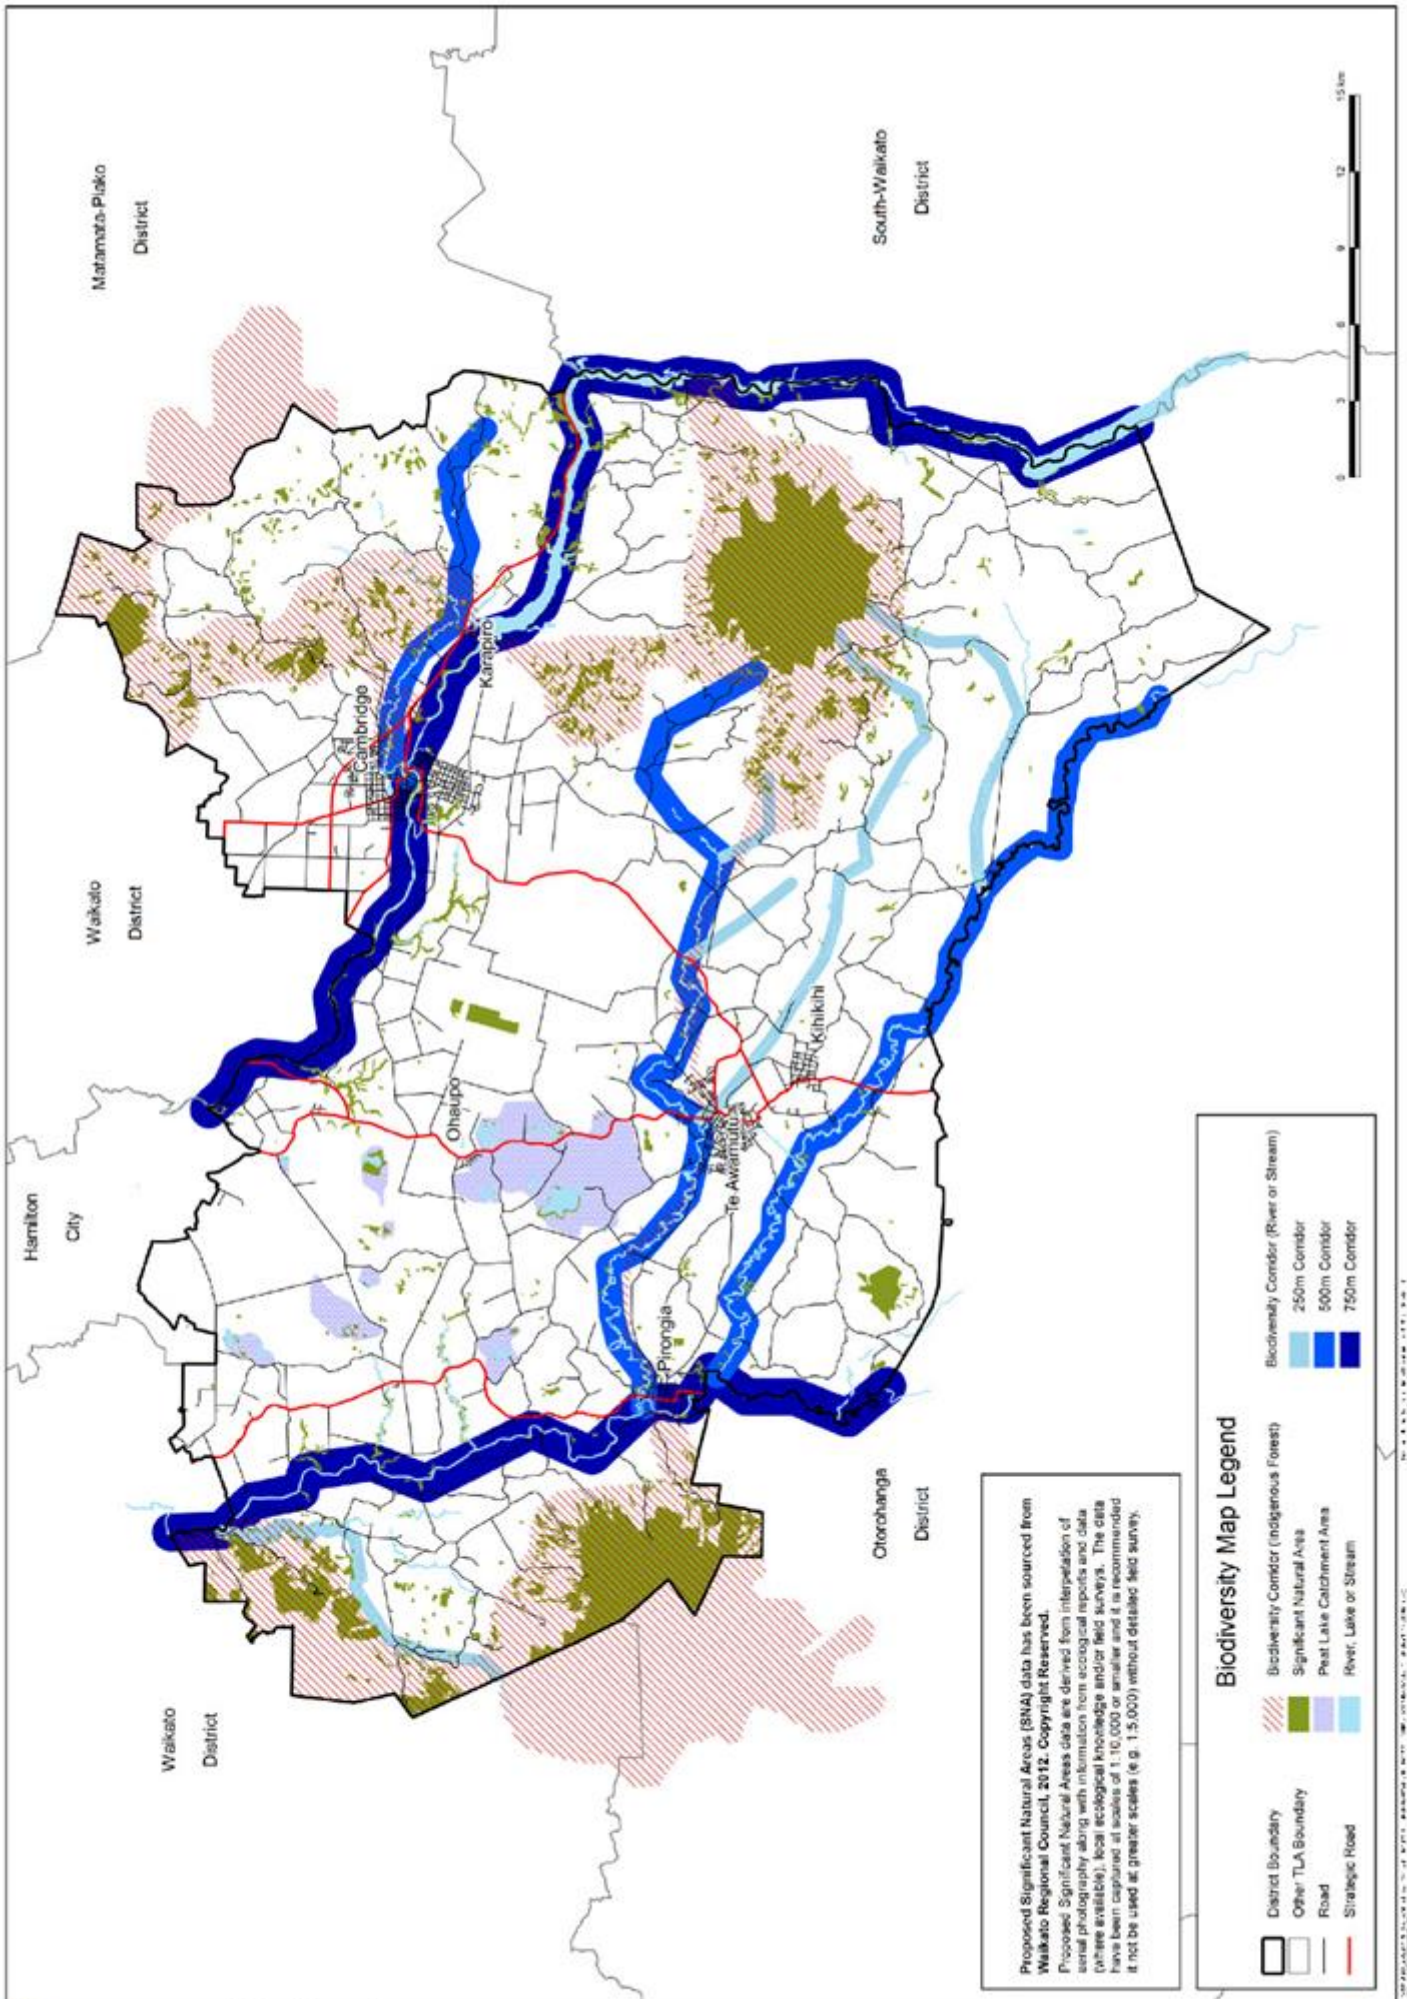 Hamilton
City
Waikato
District
Matamata-Piako
District
Waikato
District
Cambridge
Karapiro
Ohaupo
Pirongia
Te Awamutu
Kihikihi
South-Waikato
District
Otorohanga
District
0 3 6 9 12 15 km
Proposed Significant Natural Areas (SNA) data has been sourced from
Waikato Regional Council, 2012. Copyright Reserved.
Proposed Significant Natural Areas data are derived from interpretation of
aerial photography along with information from ecological reports and data
(where available), local ecological knowledge and/or field surveys. The data
have been captured at scales of 1:10,000 or smaller and it is recommended
it not be used at greater scales (e.g. 1:5,000) without detailed field survey.
Biodiversity Map Legend
District Boundary
Other TLA Boundary
Road
Strategic Road
Biodiversity Corridor (Indigenous Forest)
Significant Natural Area
Peat Lake Catchment Area
River, Lake or Stream
Biodiversity Corridor (River or Stream)
250m Corridor
500m Corridor
750m Corridor